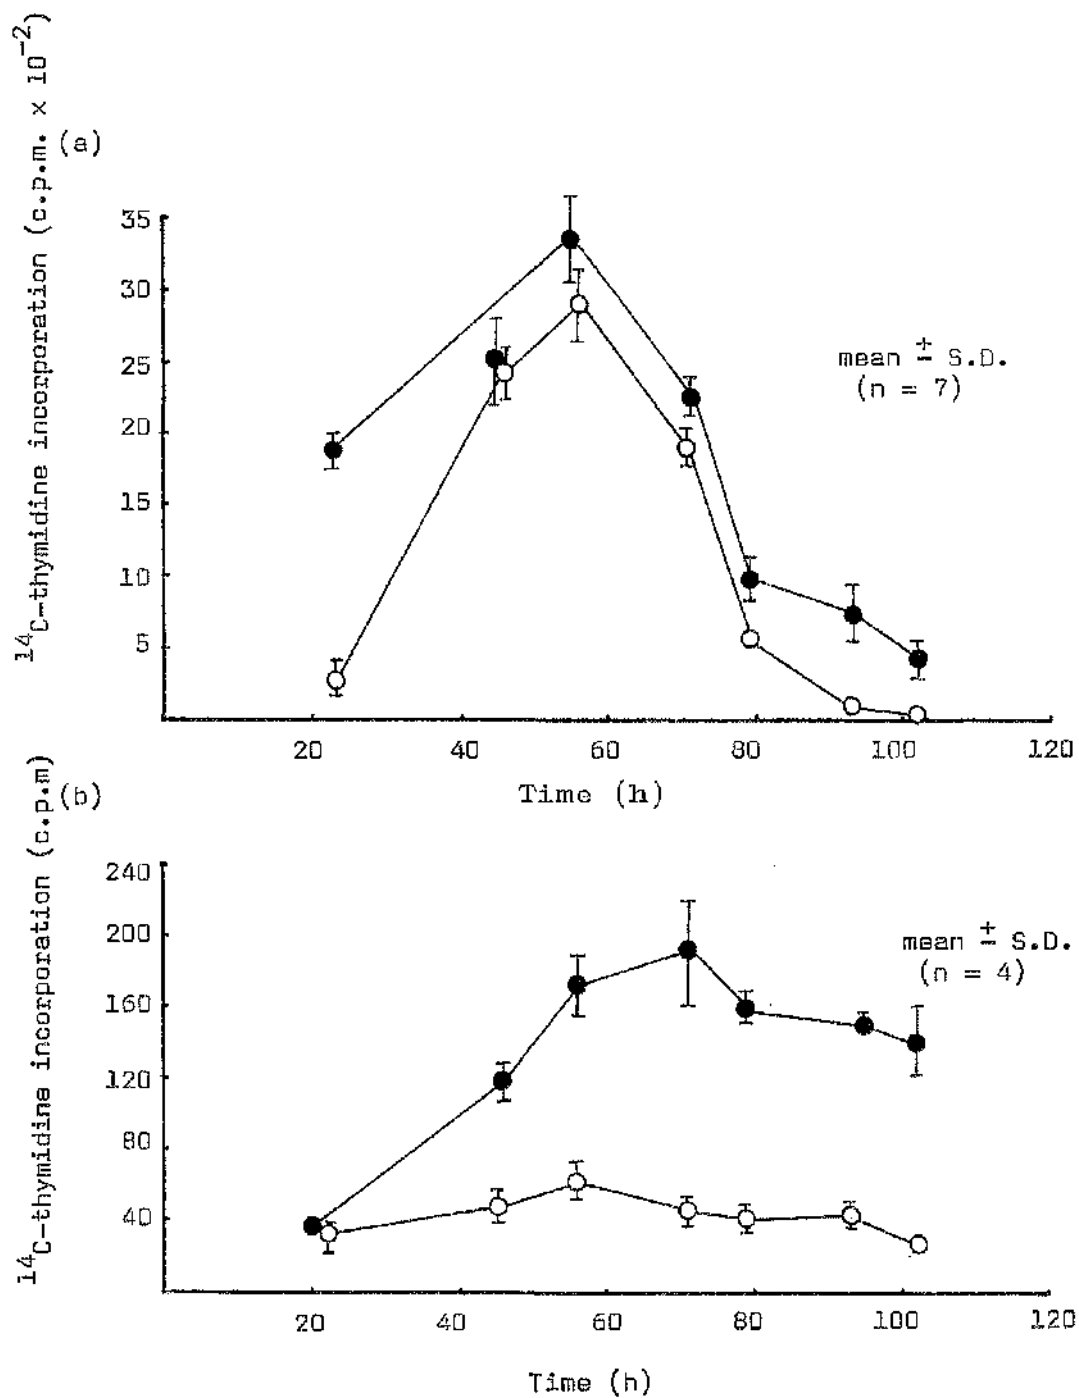 ¹⁴C-thymidine incorporation (c.p.m. × 10⁻²)
(a)
35
30
25
20
15
10
5
mean ± S.D.
(n = 7)
20 40 60 80 100 120
Time (h)
¹⁴C-thymidine incorporation (c.p.m)
(b)
240
200
160
120
80
40
mean ± S.D.
(n = 4)
20 40 60 80 100 120
Time (h)